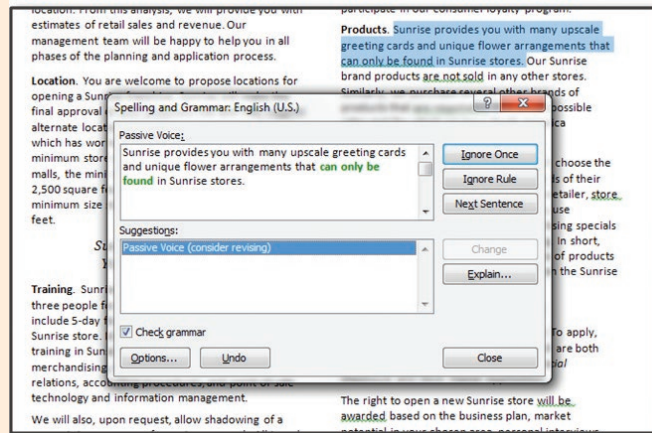 location. From this analysis, we will provide you with
estimates of retail sales and revenue. Our
management team will be happy to help you in all
phases of the planning and application process.
Location. You are welcome to propose locations for
opening a
final approval
alternate
which has
minimum store
malls, the
2,500 square
minimum size
feet.
Training.
three people
include 5-day
Sunrise store.
training in
merchandising
relations, accounting procedures, and point of sale
technology and information management.
We will also, upon request, allow shadowing of a
participate in our consumer loyalty program.
Products. Sunrise provides you with many upscale
greeting cards and unique flower arrangements that
can only be found in Sunrise stores. Our Sunrise
brand products are not sold in any other stores.
Similarly, we purchase several other brands of
possible
choose the
of their
store
use
specials
In short,
of products
the Sunrise
To apply,
are both
The right to open a new Sunrise store will be
awarded based on the business plan, market
potential in your chosen area, personal interviews
Spelling and Grammar: English (U.S.)
Passive Voice:
Sunrise provides you with many upscale greeting cards
and unique flower arrangements that can only be
found in Sunrise stores.
Ignore Once
Ignore Rule
Next Sentence
Suggestions:
Passive Voice (consider revising)
Change
Explain...
Check grammar
Options...
Undo
Close